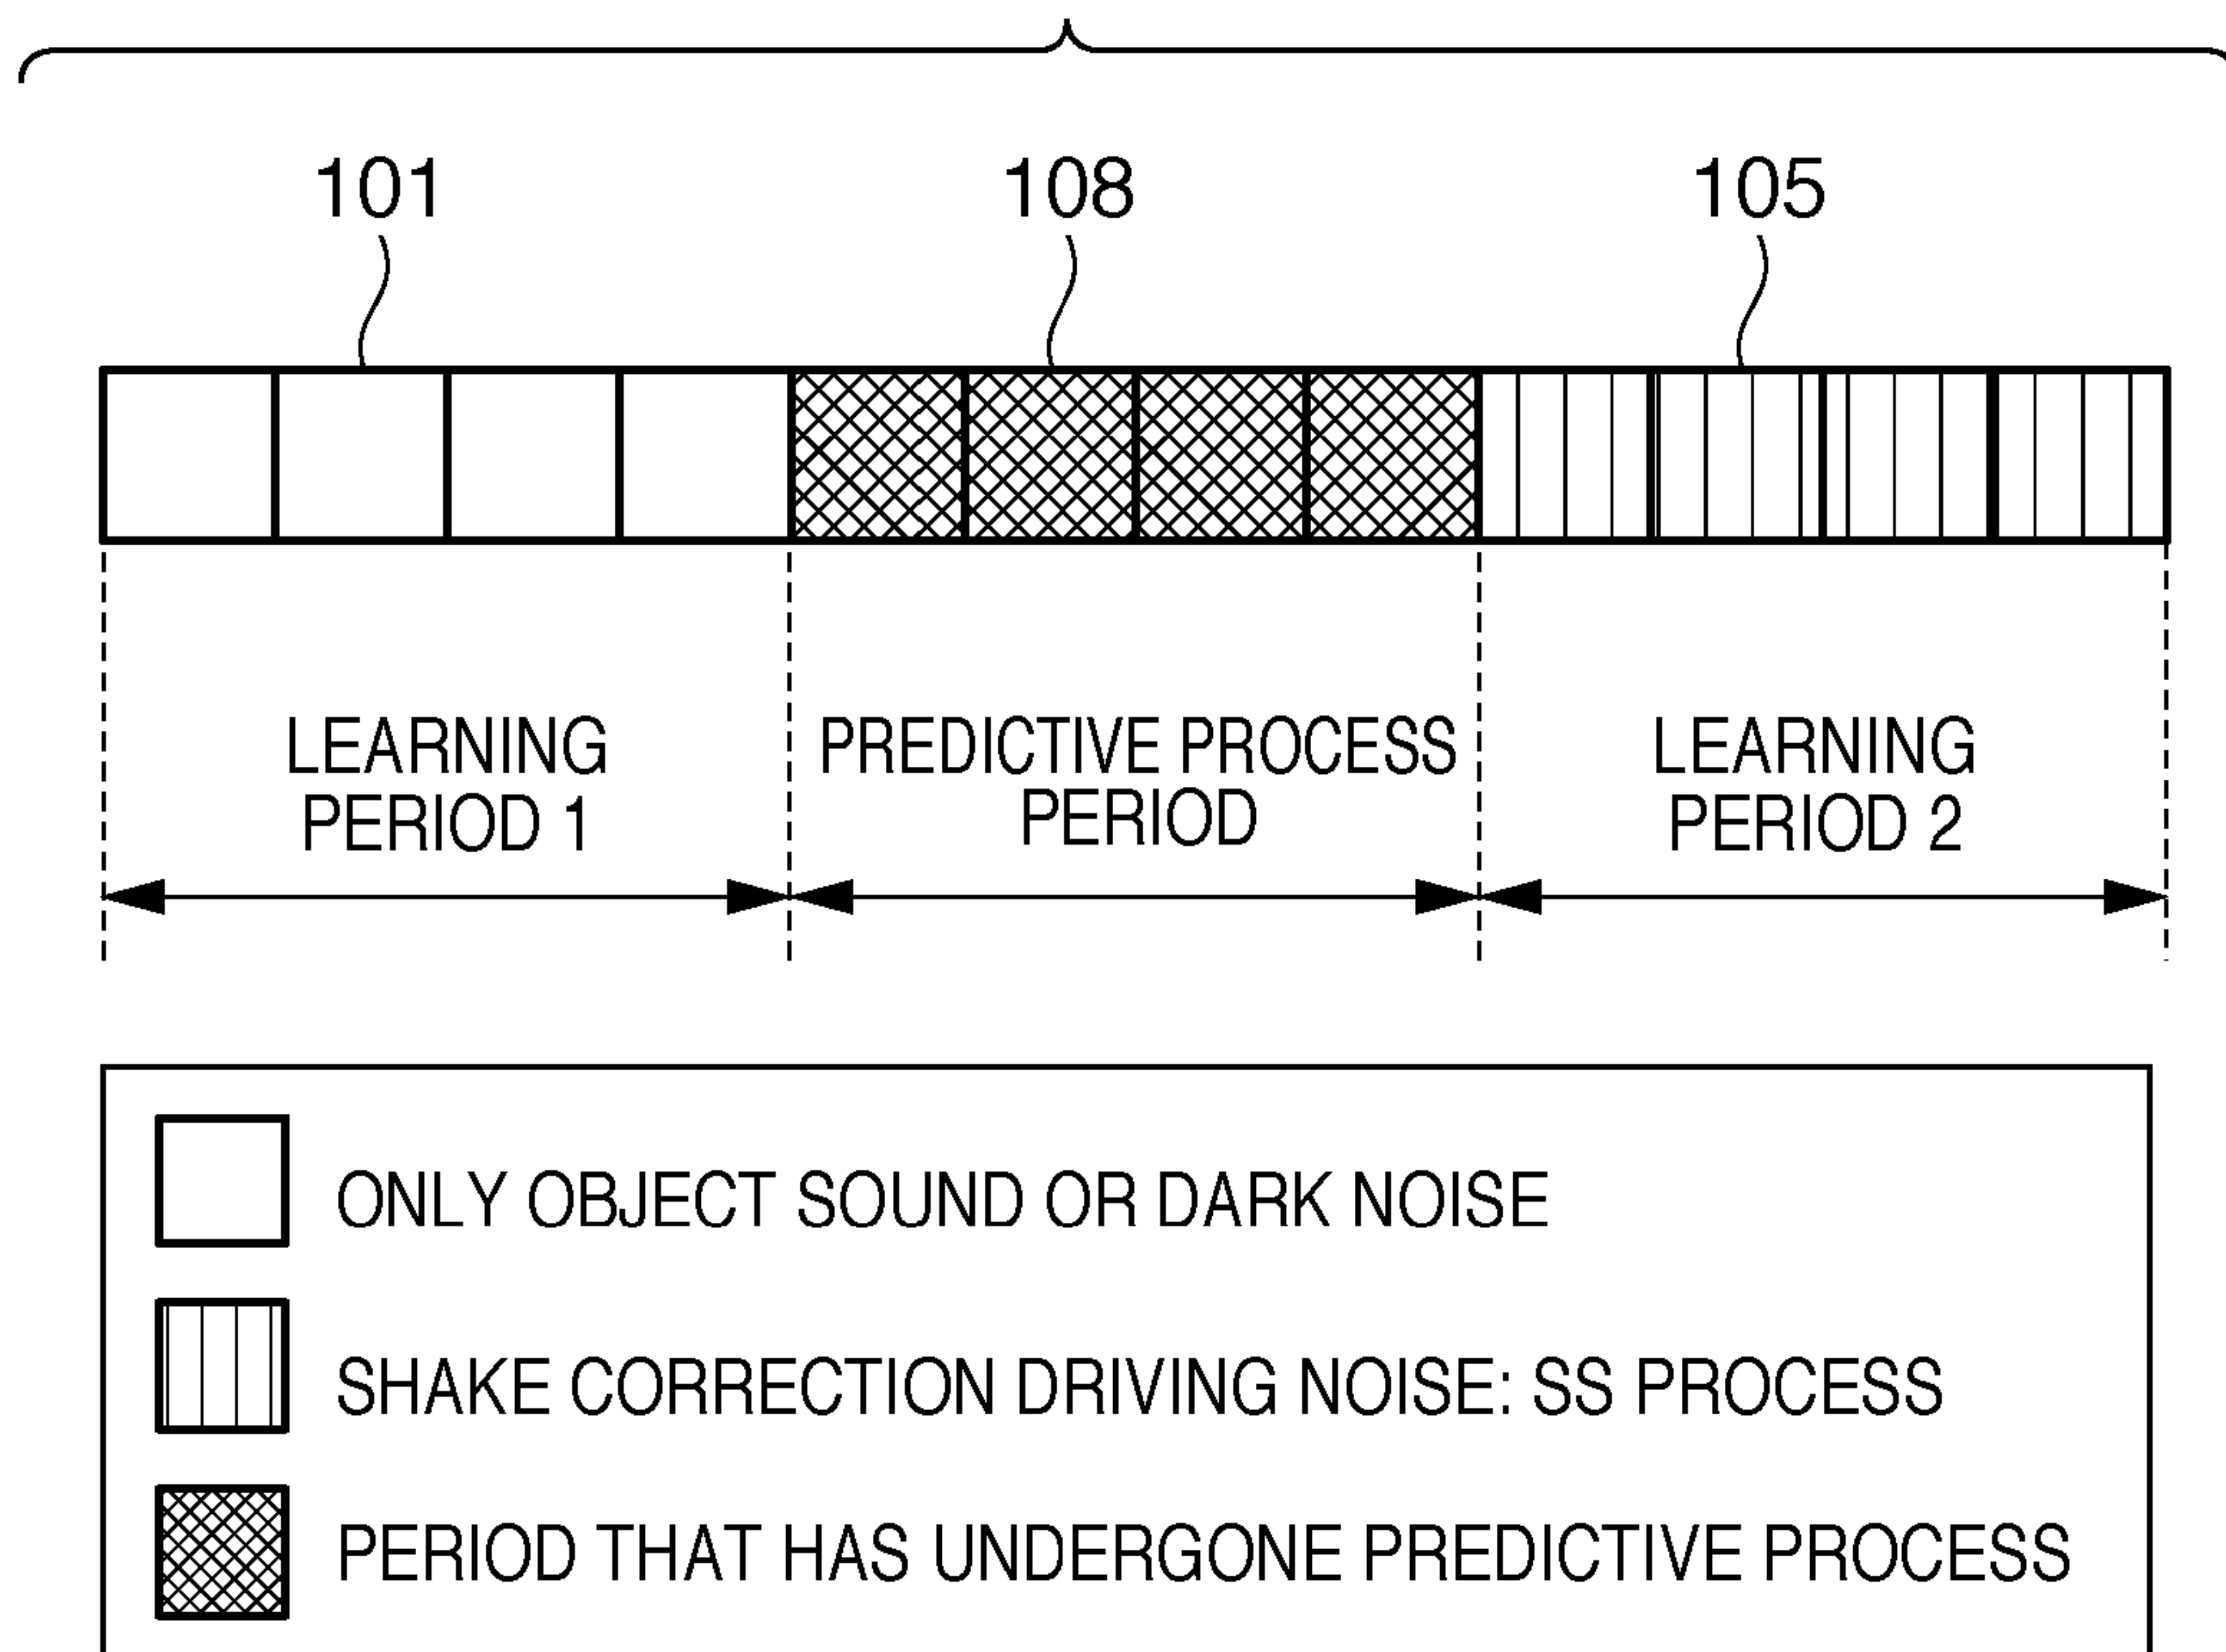 101
108
105
LEARNING
PERIOD 1
PREDICTIVE PROCESS
PERIOD
LEARNING
PERIOD 2
ONLY OBJECT SOUND OR DARK NOISE
SHAKE CORRECTION DRIVING NOISE: SS PROCESS
PERIOD THAT HAS UNDERGONE PREDICTIVE PROCESS